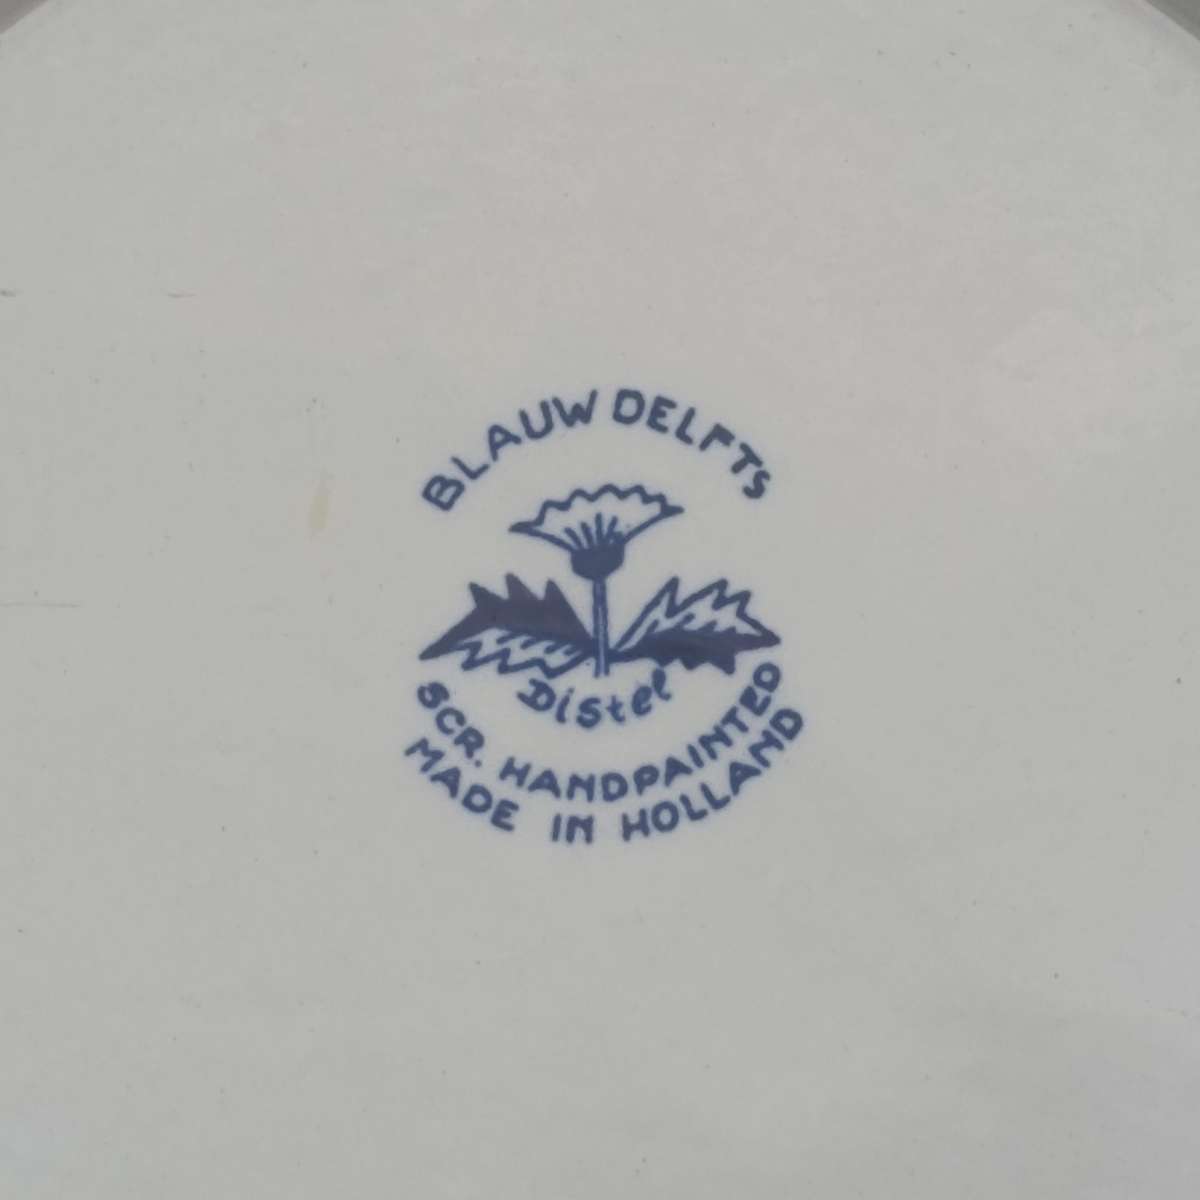 BLAUW DELFTS
Distel
SCR. HANDPAINTED
MADE IN HOLLAND